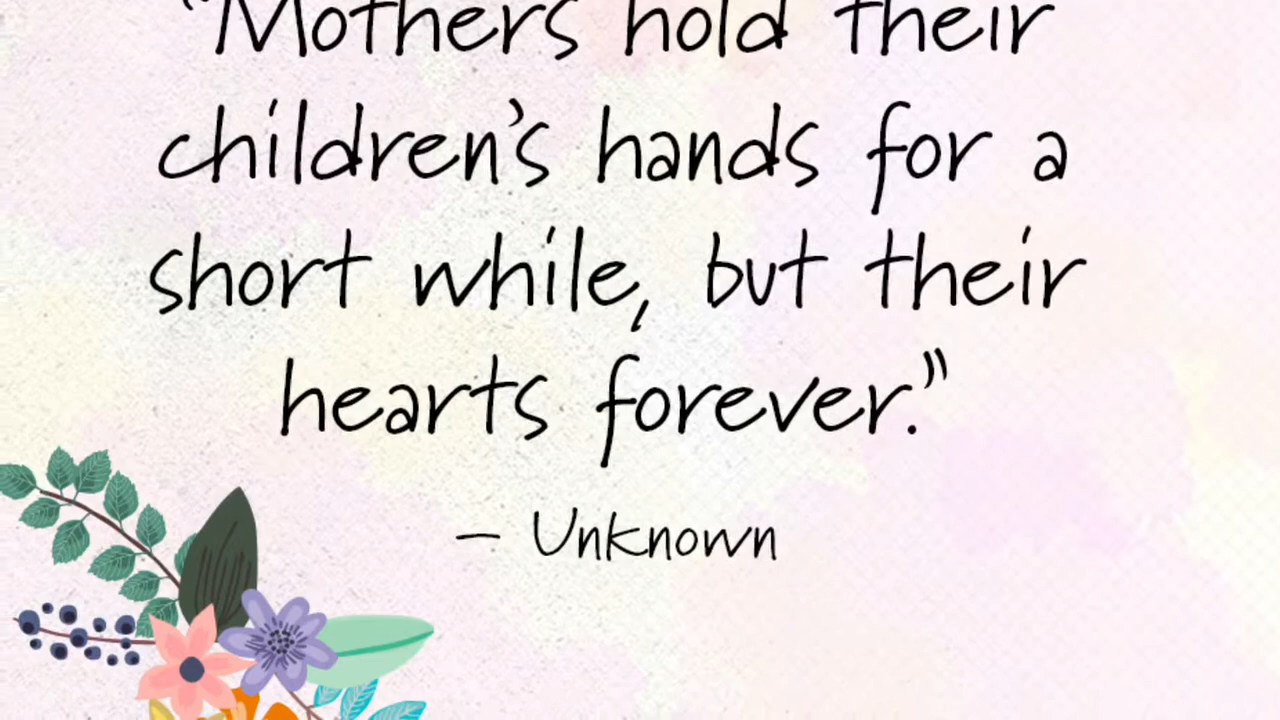 “Mothers hold their
children’s hands for a
short while, but their
hearts forever.”
– Unknown